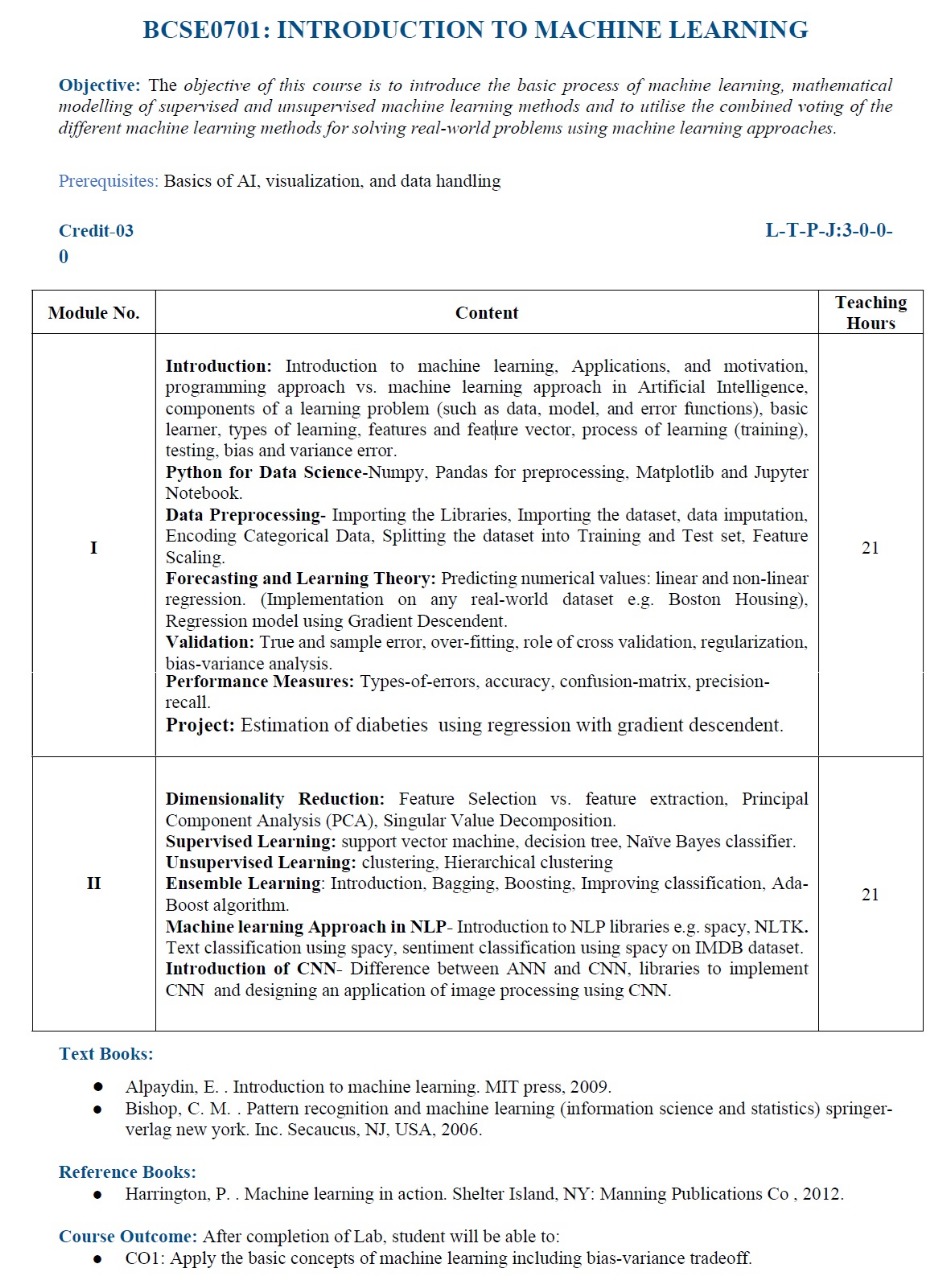 BCSE0701: INTRODUCTION TO MACHINE LEARNING
Objective: The objective of this course is to introduce the basic process of machine learning, mathematical
modelling of supervised and unsupervised machine learning methods and to utilise the combined voting of the
different machine learning methods for solving real-world problems using machine learning approaches.
Prerequisites: Basics of AI, visualization, and data handling
Credit-03 L-T-P-J:3-0-0-
0
Module No. Content Teaching
Hours
I
Introduction: Introduction to machine learning, Applications, and motivation,
programming approach vs. machine learning approach in Artificial Intelligence,
components of a learning problem (such as data, model, and error functions), basic
learner, types of learning, features and feature vector, process of learning (training),
testing, bias and variance error.
Python for Data Science-Numpy, Pandas for preprocessing, Matplotlib and Jupyter
Notebook.
Data Preprocessing- Importing the Libraries, Importing the dataset, data imputation,
Encoding Categorical Data, Splitting the dataset into Training and Test set, Feature
Scaling.
Forecasting and Learning Theory: Predicting numerical values: linear and non-linear
regression. (Implementation on any real-world dataset e.g. Boston Housing),
Regression model using Gradient Descendent.
Validation: True and sample error, over-fitting, role of cross validation, regularization,
bias-variance analysis.
Performance Measures: Types-of-errors, accuracy, confusion-matrix, precision-
recall.
Project: Estimation of diabeties using regression with gradient descendent.
21
II
Dimensionality Reduction: Feature Selection vs. feature extraction, Principal
Component Analysis (PCA), Singular Value Decomposition.
Supervised Learning: support vector machine, decision tree, Naïve Bayes classifier.
Unsupervised Learning: clustering, Hierarchical clustering
Ensemble Learning: Introduction, Bagging, Boosting, Improving classification, Ada-
Boost algorithm.
Machine learning Approach in NLP- Introduction to NLP libraries e.g. spacy, NLTK.
Text classification using spacy, sentiment classification using spacy on IMDB dataset.
Introduction of CNN- Difference between ANN and CNN, libraries to implement
CNN and designing an application of image processing using CNN.
21
Text Books:
● Alpaydin, E. . Introduction to machine learning. MIT press, 2009.
● Bishop, C. M. . Pattern recognition and machine learning (information science and statistics) springer-
verlag new york. Inc. Secaucus, NJ, USA, 2006.
Reference Books:
● Harrington, P. . Machine learning in action. Shelter Island, NY: Manning Publications Co , 2012.
Course Outcome: After completion of Lab, student will be able to:
● CO1: Apply the basic concepts of machine learning including bias-variance tradeoff.